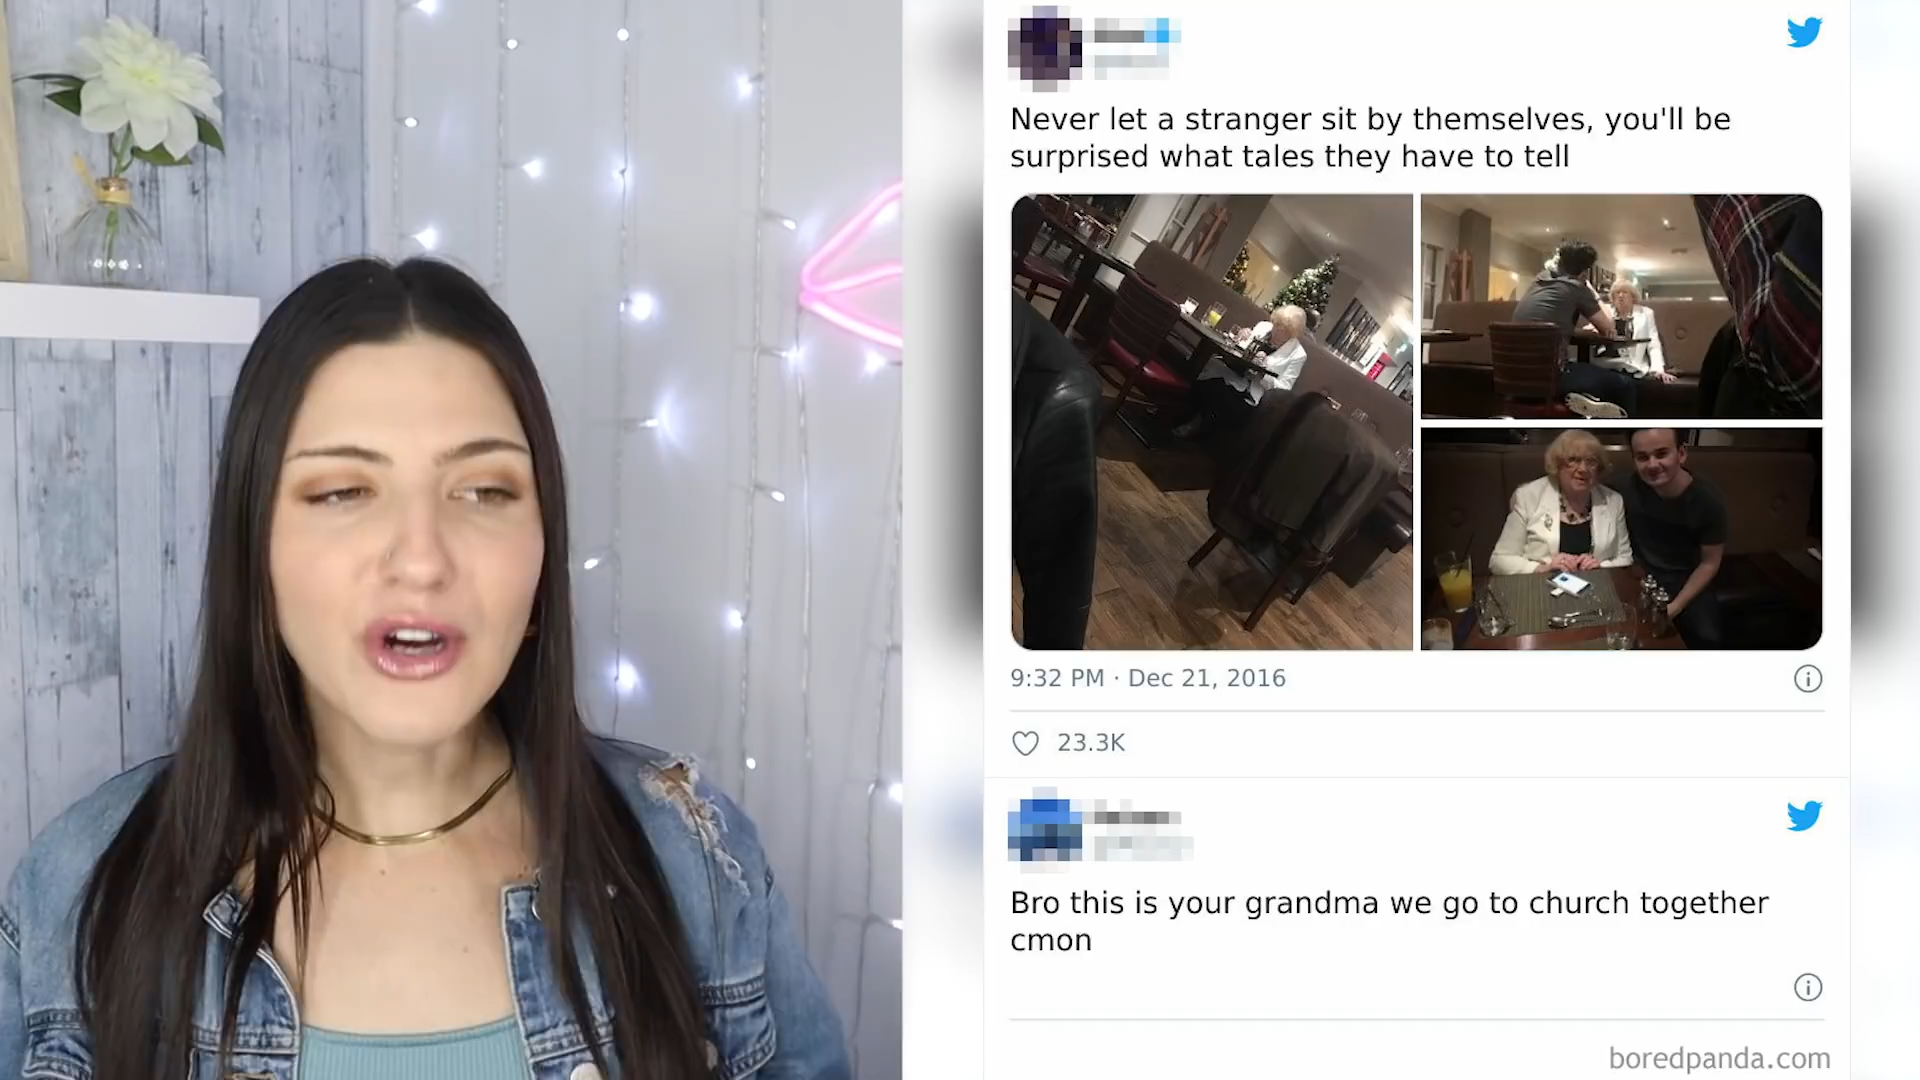 Never let a stranger sit by themselves, you'll be
surprised what tales they have to tell
9:32 PM · Dec 21, 2016
23.3K
Bro this is your grandma we go to church together
cmon
boredpanda.com